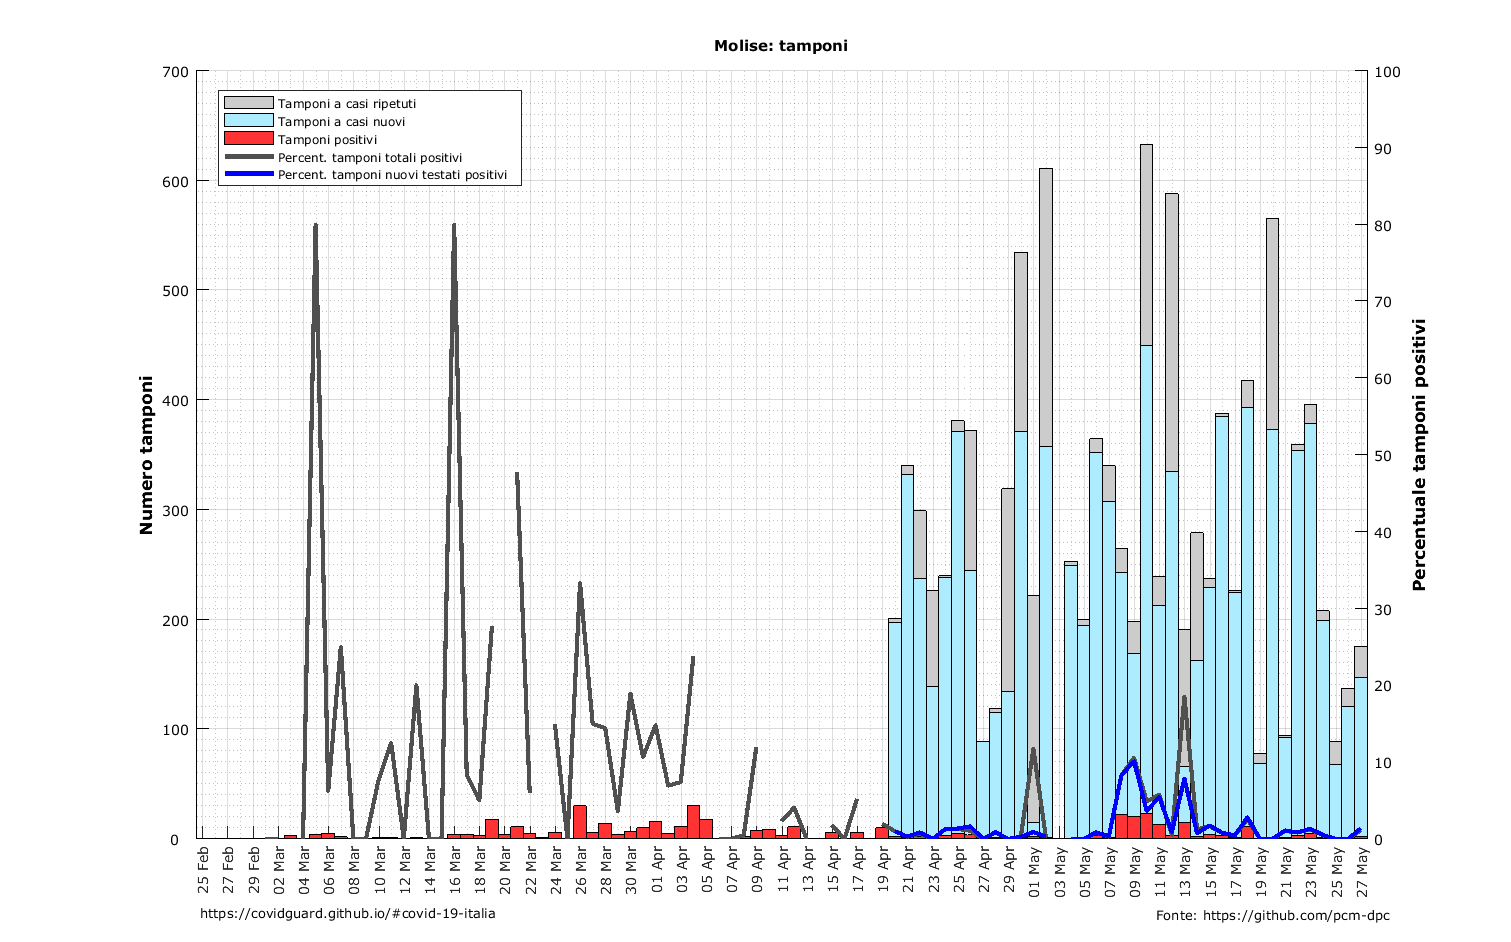 Molise: tamponi
Tamponi a casi ripetuti
Tamponi a casi nuovi
Tamponi positivi
Percent. tamponi totali positivi
Percent. tamponi nuovi testati positivi
Numero tamponi
700
600
500
400
300
200
100
0
Percentuale tamponi positivi
100
90
80
70
60
50
40
30
20
10
0
25 Feb
27 Feb
29 Feb
02 Mar
04 Mar
06 Mar
08 Mar
10 Mar
12 Mar
14 Mar
16 Mar
18 Mar
20 Mar
22 Mar
24 Mar
26 Mar
28 Mar
30 Mar
01 Apr
03 Apr
05 Apr
07 Apr
09 Apr
11 Apr
13 Apr
15 Apr
17 Apr
19 Apr
21 Apr
23 Apr
25 Apr
27 Apr
29 Apr
01 May
03 May
05 May
07 May
09 May
11 May
13 May
15 May
17 May
19 May
21 May
23 May
25 May
27 May
https://covidguard.github.io/#covid-19-italia
Fonte: https://github.com/pcm-dpc